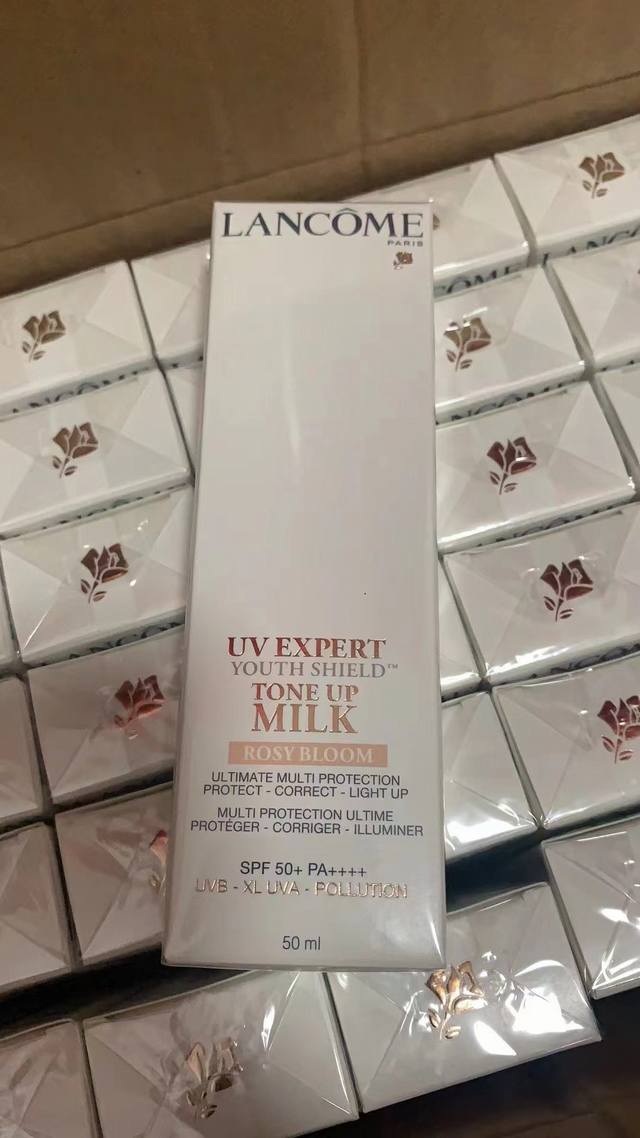 LANCÔME
PARIS
UV EXPERT
YOUTH SHIELD™
TONE UP
MILK
ROSY BLOOM
ULTIMATE MULTI PROTECTION
PROTECT - CORRECT - LIGHT UP
MULTI PROTECTION ULTIME
PROTÉGER - CORRIGER - ILLUMINER
SPF 50+ PA++++
UVB - XL UVA - POLLUTION
50 ml